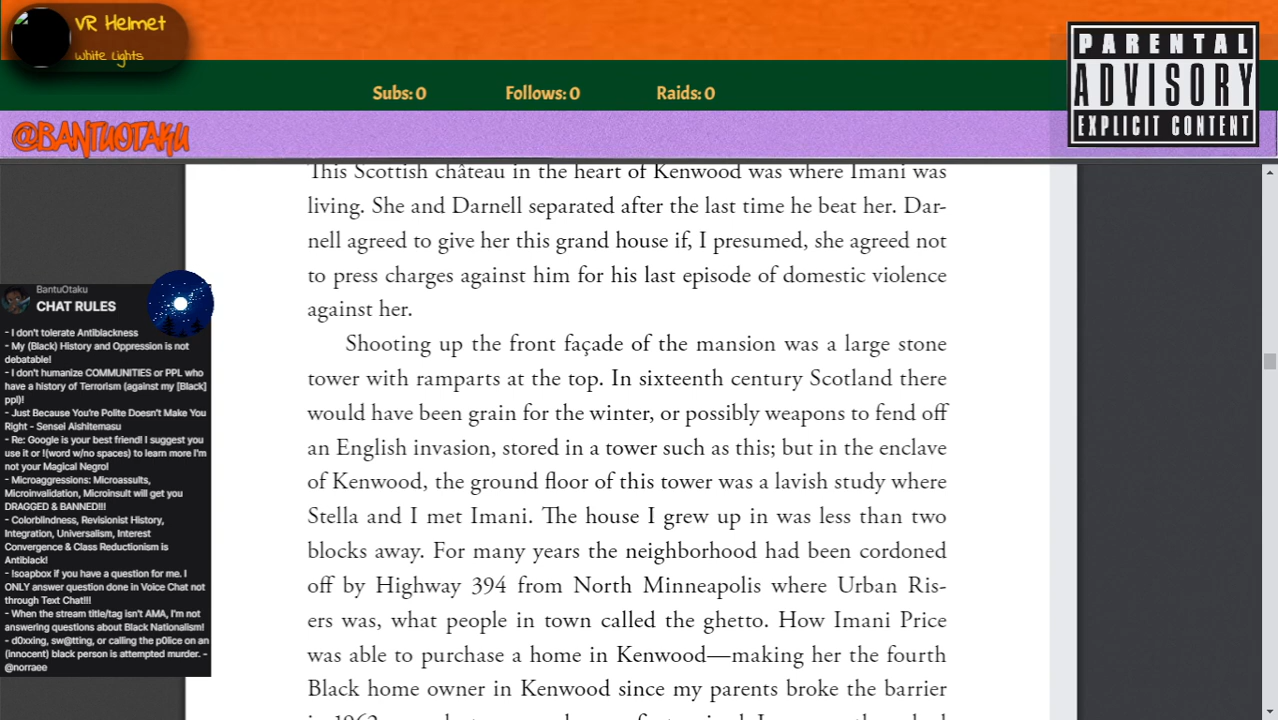 VR Helmet
White Lights
PARENTAL
ADVISORY
EXPLICIT CONTENT
Subs: 0 Follows: 0 Raids: 0
@BANTUOTAKU
This Scottish château in the heart of Kenwood was where Imani was
living. She and Darnell separated after the last time he beat her. Dar-
nell agreed to give her this grand house if, I presumed, she agreed not
to press charges against him for his last episode of domestic violence
against her.
Shooting up the front façade of the mansion was a large stone
tower with ramparts at the top. In sixteenth century Scotland there
would have been grain for the winter, or possibly weapons to fend off
an English invasion, stored in a tower such as this; but in the enclave
of Kenwood, the ground floor of this tower was a lavish study where
Stella and I met Imani. The house I grew up in was less than two
blocks away. For many years the neighborhood had been cordoned
off by Highway 394 from North Minneapolis where Urban Ris-
ers was, what people in town called the ghetto. How Imani Price
was able to purchase a home in Kenwood—making her the fourth
Black home owner in Kenwood since my parents broke the barrier
BantuOtaku
CHAT RULES
- I don't tolerate Antiblackness
- My (Black) History and Oppression is not
debatable!
- I don't humanize COMMUNITIES or PPL who
have a history of Terrorism (against my [Black]
ppl)!
- Just Because You're Polite Doesn't Make You
Right - Sensei Aishitemasu
- Re: Google is your best friend! I suggest you
use it or !(word w/no spaces) to learn more I'm
not your Magical Negro!
- Microaggressions: Microassults,
Microinvalidation, Microinsult will get you
DRAGGED & BANNED!!!
- Colorblindness, Revisionist History,
Integration, Universalism, Interest
Convergence & Class Reductionism is
Antiblack!
- !soapbox if you have a question for me. I
ONLY answer question done in Voice Chat not
through Text Chat!!!
- When the stream title/tag isn't AMA, I'm not
answering questions about Black Nationalism!
- d0xxing, sw@tting, or calling the p0lice on an
(innocent) black person is attempted murder. -
@norraee